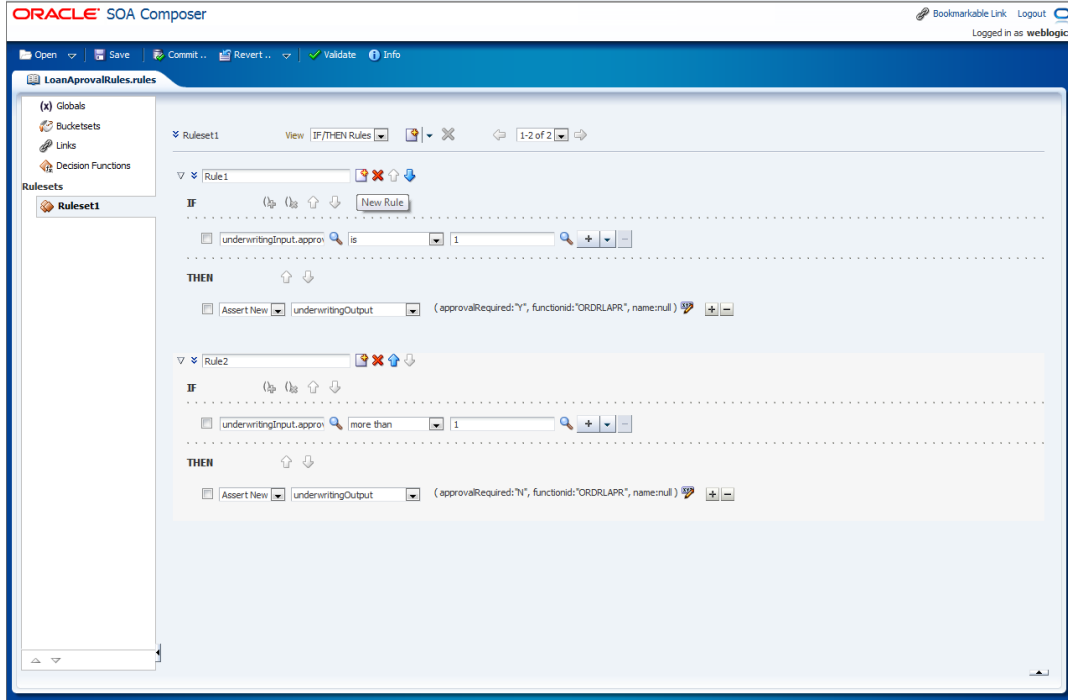 ORACLE SOA Composer
Bookmarkable Link Logout
Logged in as weblogic
Open Save Commit .. Revert .. Validate Info
LoanAprovalRules.rules
(x) Globals
Bucketsets
Links
Decision Functions
Rulesets
Ruleset1
Ruleset1 View IF/THEN Rules 1-2 of 2
Rule1
IF New Rule
underwritingInput.approv is 1
THEN
Assert New underwritingOutput ( approvalRequired:"Y", functionid:"ORDRLAPR", name:null )
Rule2
IF
underwritingInput.approv more than 1
THEN
Assert New underwritingOutput ( approvalRequired:"N", functionid:"ORDRLAPR", name:null )